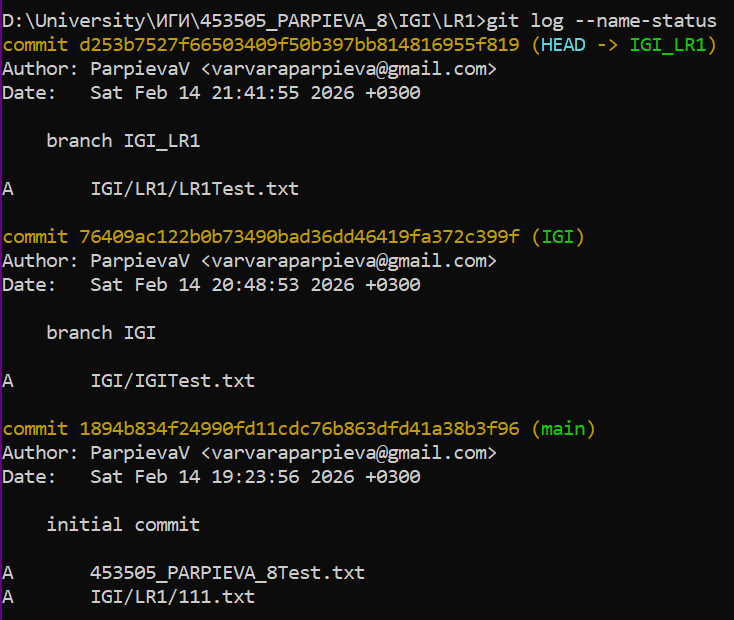 D:\University\ИГИ\453505_PARPIEVA_8\IGI\LR1>git log --name-status
commit d253b7527f66503409f50b397bb814816955f819 (HEAD -> IGI_LR1)
Author: ParpievaV <varvaraparpieva@gmail.com>
Date:   Sat Feb 14 21:41:55 2026 +0300
branch IGI_LR1
A       IGI/LR1/LR1Test.txt
commit 76409ac122b0b73490bad36dd46419fa372c399f (IGI)
Author: ParpievaV <varvaraparpieva@gmail.com>
Date:   Sat Feb 14 20:48:53 2026 +0300
branch IGI
A       IGI/IGITest.txt
commit 1894b834f24990fd11cdc76b863dfd41a38b3f96 (main)
Author: ParpievaV <varvaraparpieva@gmail.com>
Date:   Sat Feb 14 19:23:56 2026 +0300
initial commit
A       453505_PARPIEVA_8Test.txt
A       IGI/LR1/111.txt